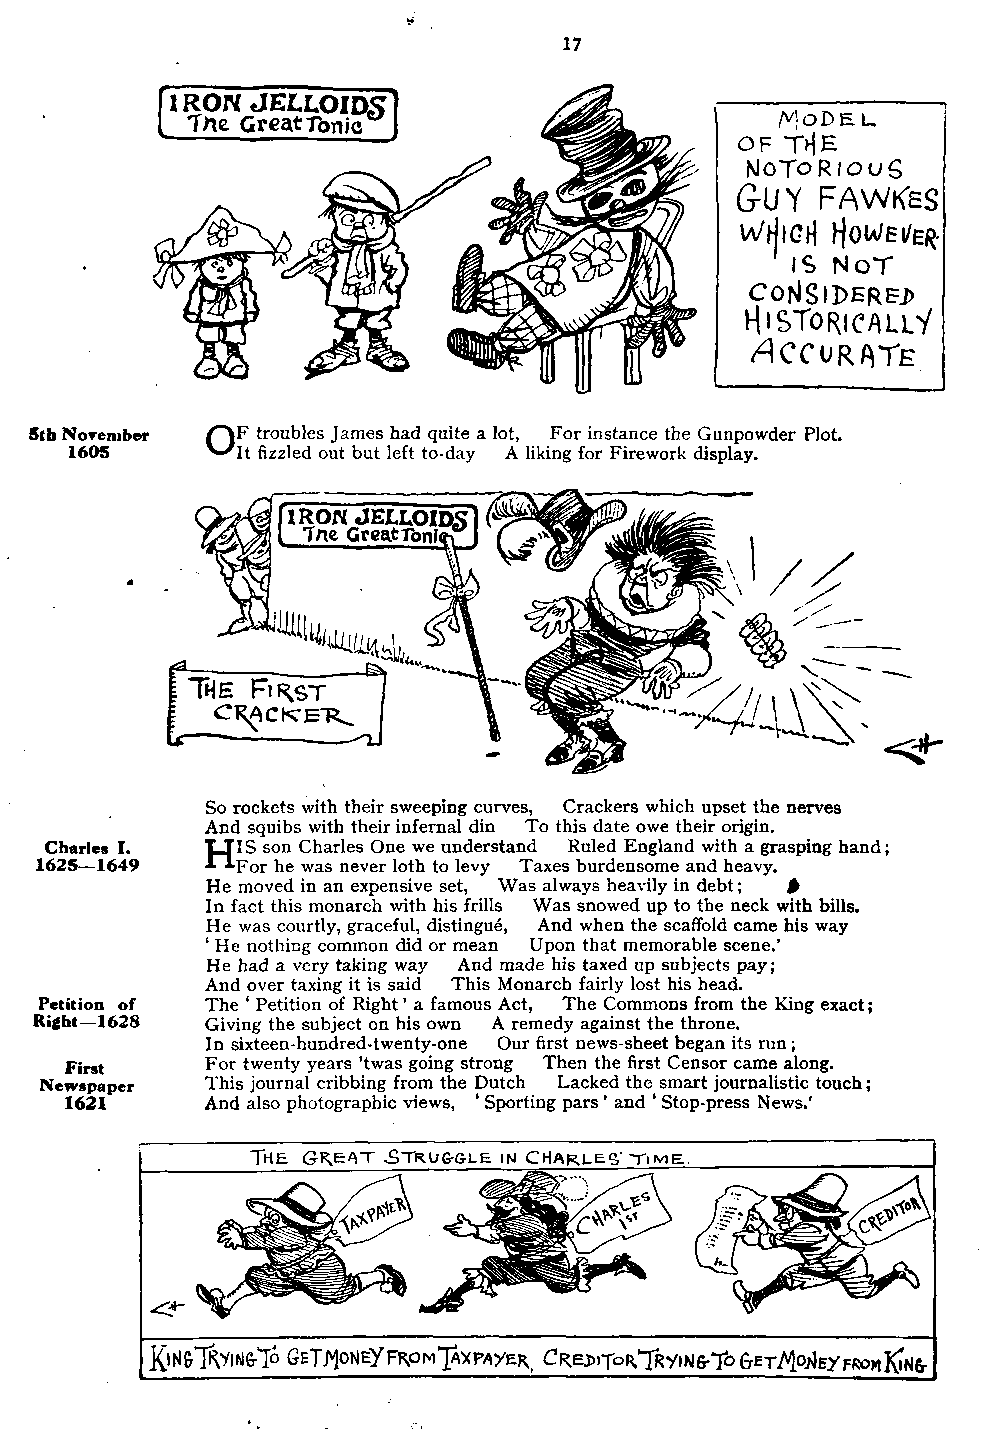 17
IRON JELLOIDS
The Great Tonic
MODEL
OF THE
NOTORIOUS
GUY FAWKES
WHICH HOWEVER
IS NOT
CONSIDERED
HISTORICALLY
ACCURATE
5th November
1605
OF troubles James had quite a lot, For instance the Gunpowder Plot.
It fizzled out but left to-day A liking for Firework display.
IRON JELLOIDS
The Great Tonic
THE FIRST
CRACKER
So rockets with their sweeping curves, Crackers which upset the nerves
And squibs with their infernal din To this date owe their origin.
Charles I.
1625—1649
HIS son Charles One we understand Ruled England with a grasping hand;
For he was never loth to levy Taxes burdensome and heavy.
He moved in an expensive set, Was always heavily in debt;
In fact this monarch with his frills Was snowed up to the neck with bills.
He was courtly, graceful, distingué, And when the scaffold came his way
‘He nothing common did or mean Upon that memorable scene.’
He had a very taking way And made his taxed up subjects pay;
And over taxing it is said This Monarch fairly lost his head.
Petition of
Right—1628
The ‘Petition of Right’ a famous Act, The Commons from the King exact;
Giving the subject on his own A remedy against the throne.
In sixteen-hundred-twenty-one Our first news-sheet began its run;
First
Newspaper
1621
For twenty years 'twas going strong Then the first Censor came along.
This journal cribbing from the Dutch Lacked the smart journalistic touch;
And also photographic views, ‘Sporting pars’ and ‘Stop-press News.’
THE GREAT STRUGGLE IN CHARLES' TIME.
TAXPAYER
CHARLES
1ST
CREDITOR
KING TRYING TO GET MONEY FROM TAXPAYER, CREDITOR TRYING TO GET MONEY FROM KING